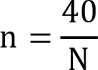 n = 40/N